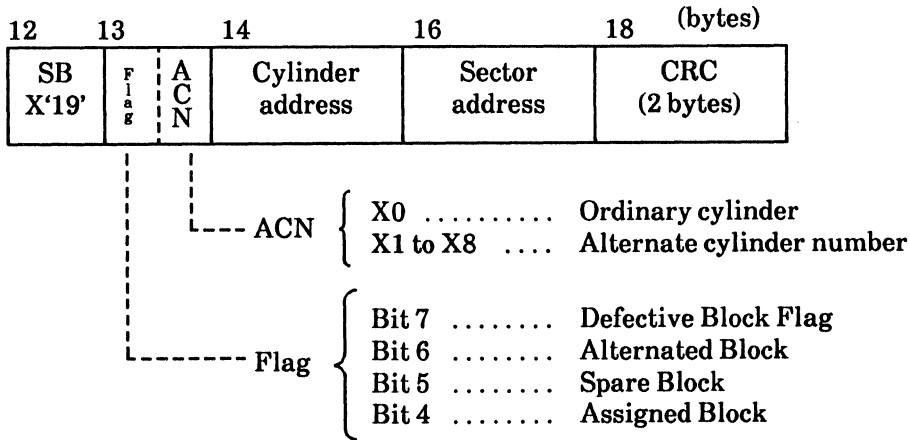 (bytes)
12 13 14 16 18
SB X‘19’
Flag
ACN
Cylinder address
Sector address
CRC (2 bytes)
ACN
X0 .......... Ordinary cylinder
X1 to X8 .... Alternate cylinder number
Flag
Bit 7 ........ Defective Block Flag
Bit 6 ........ Alternated Block
Bit 5 ........ Spare Block
Bit 4 ........ Assigned Block